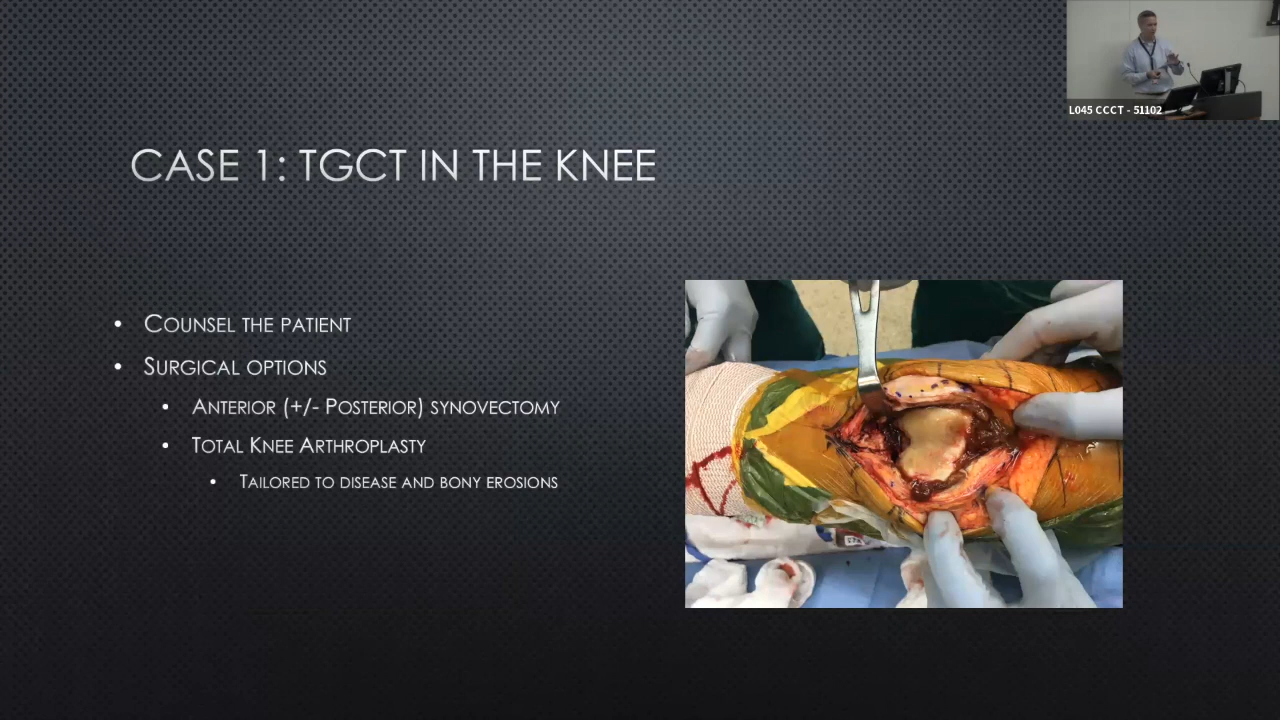 L045 CCCT - 51102
CASE 1: TGCT IN THE KNEE
• COUNSEL THE PATIENT
• SURGICAL OPTIONS
• ANTERIOR (+/- POSTERIOR) SYNOVECTOMY
• TOTAL KNEE ARTHROPLASTY
• TAILORED TO DISEASE AND BONY EROSIONS